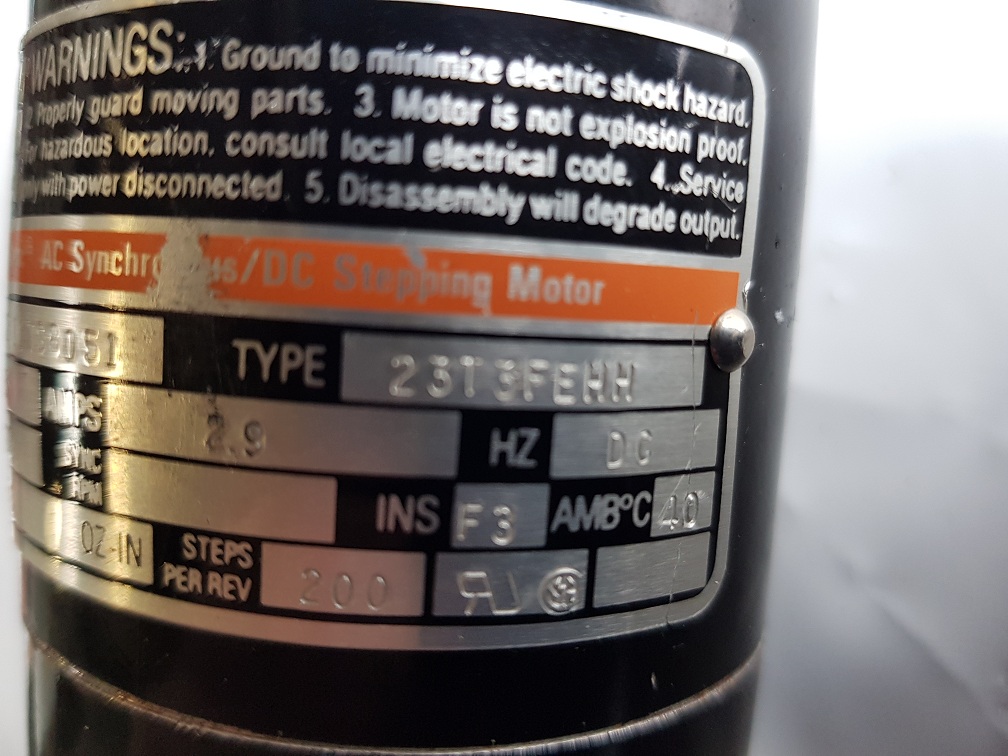 WARNINGS: 1. Ground to minimize electric shock hazard.
2. Properly guard moving parts. 3. Motor is not explosion proof.
For hazardous location, consult local electrical code. 4. Service
only with power disconnected. 5. Disassembly will degrade output.
AC Synchronous/DC Stepping Motor
TYPE 23T3FEHH
AMPS 2.9 HZ DC
SYNC RPM INS F3 AMB°C 40
OZ-IN STEPS PER REV 200